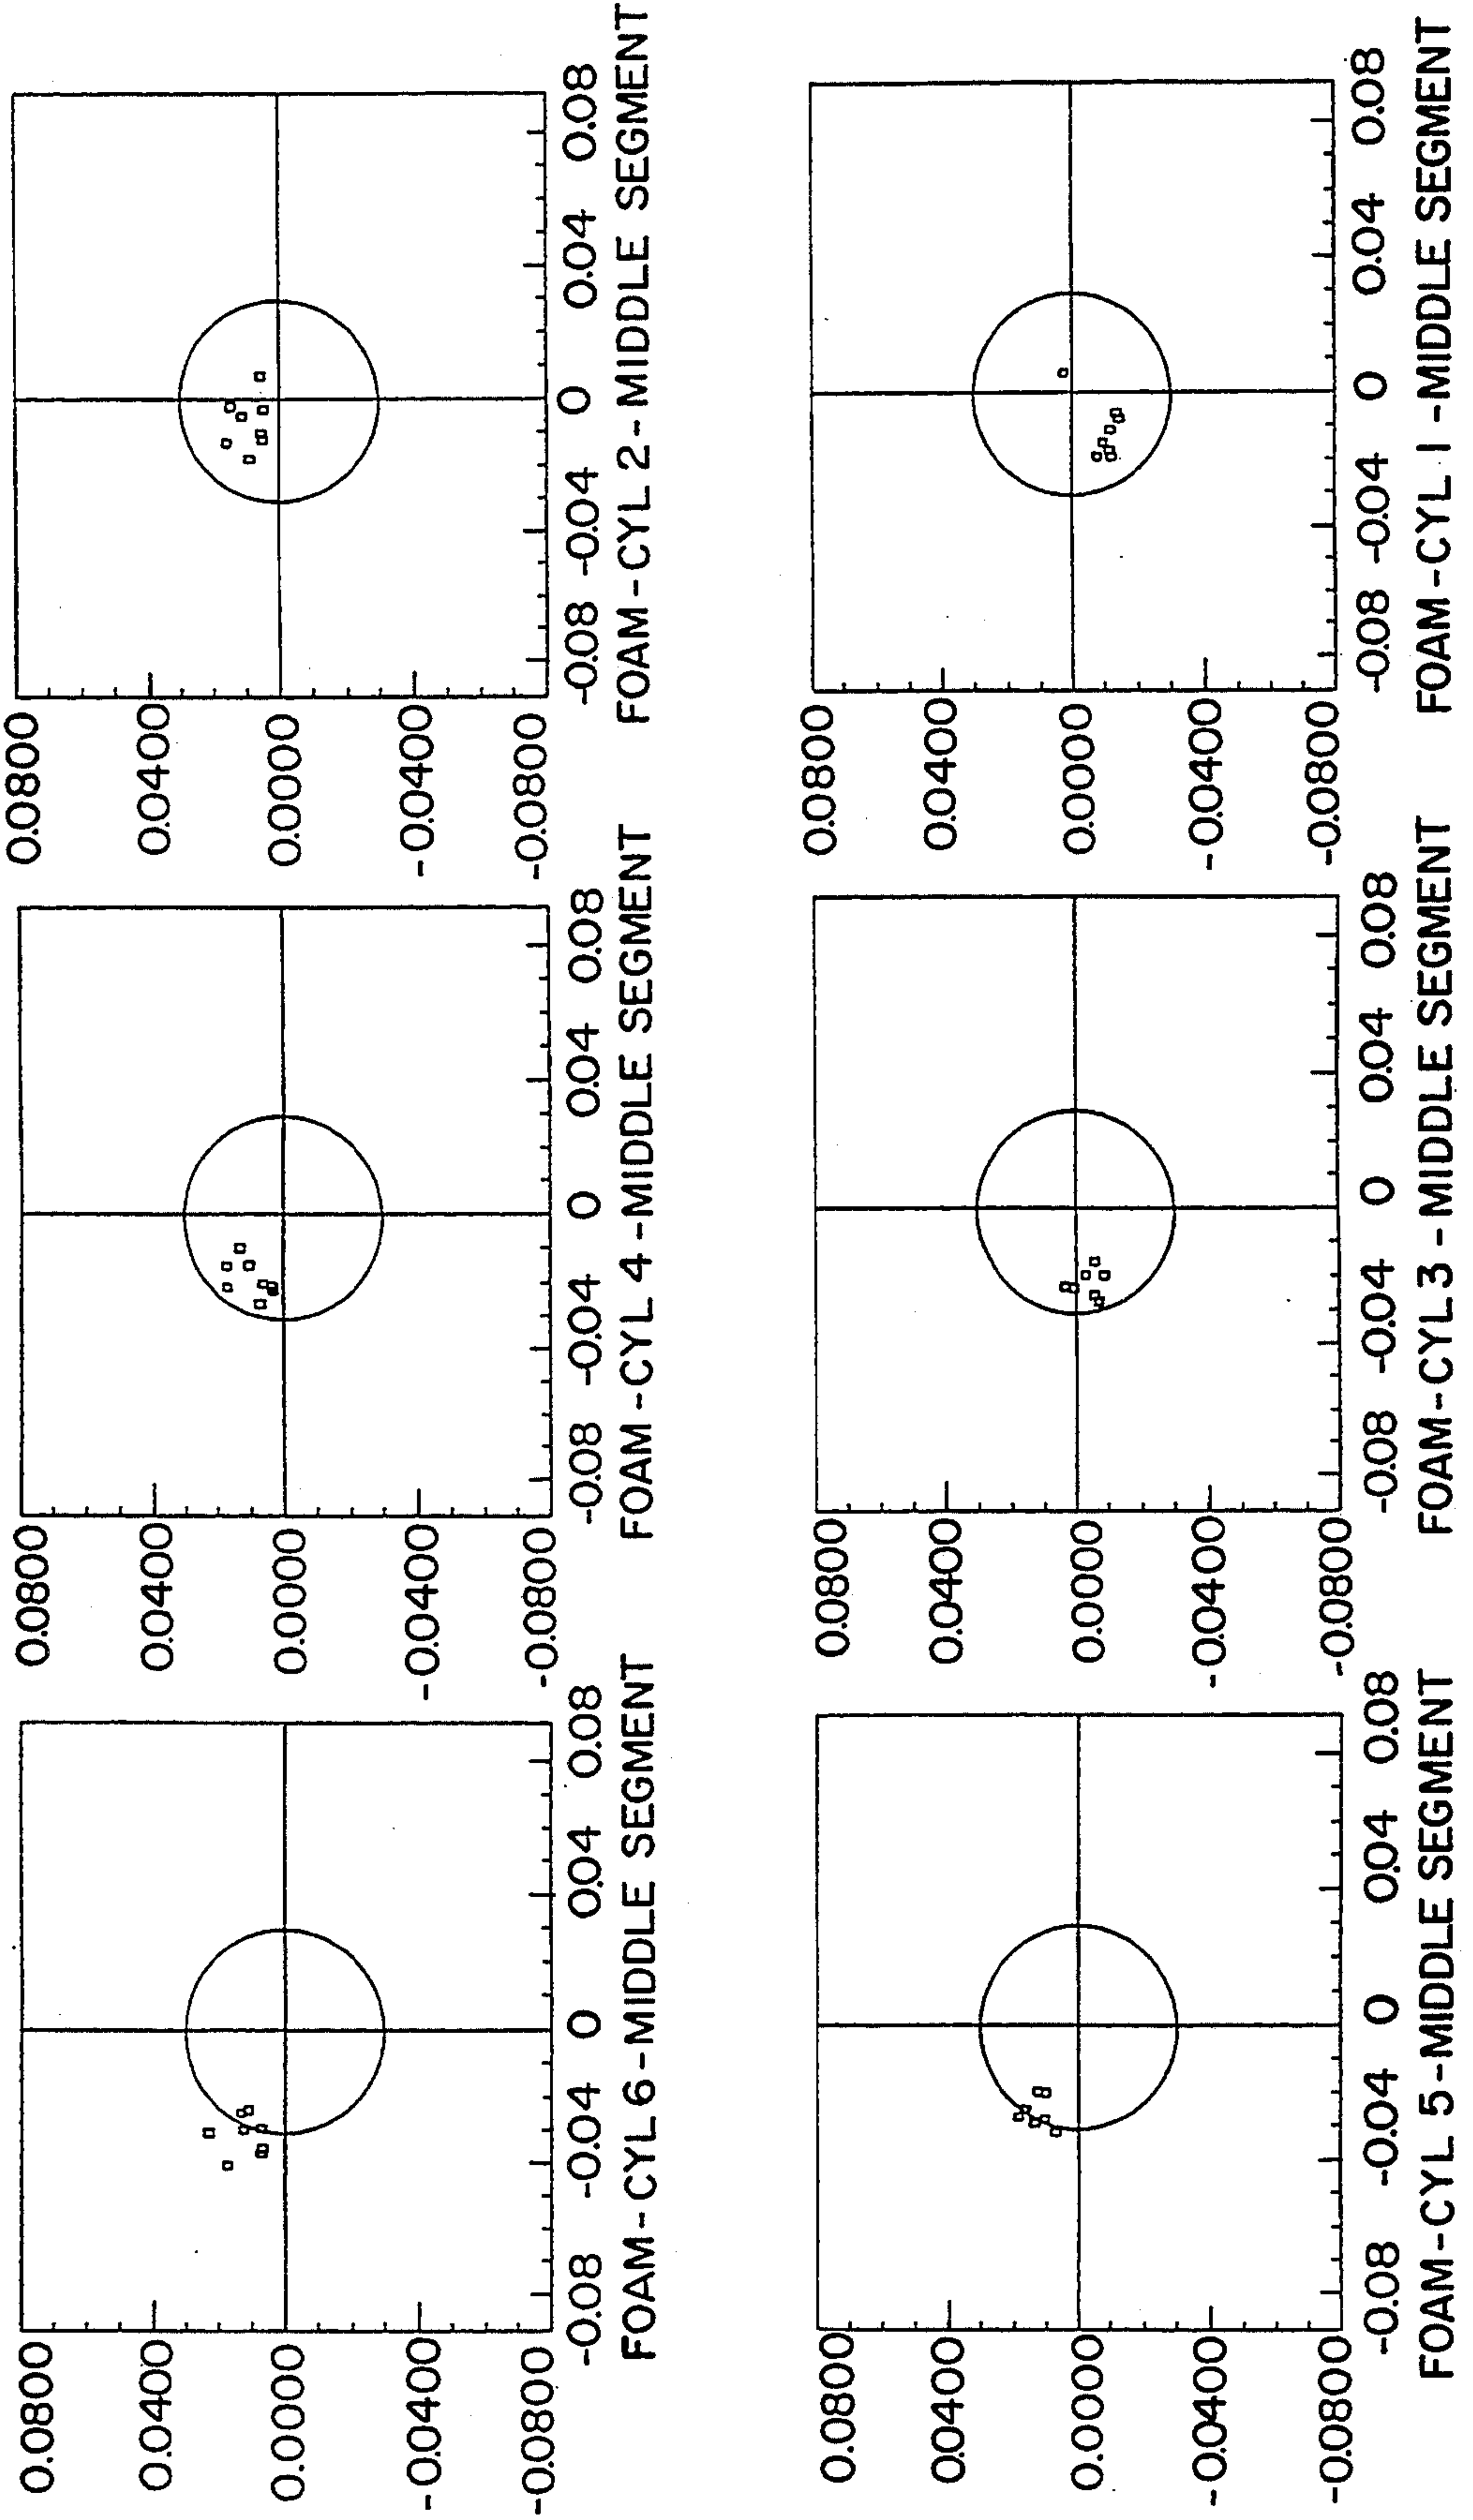 0.0800
0.0400
0.0000
-0.0400
-0.0800
-0.08 -0.04 0 0.04 0.08
FOAM-CYL 6-MIDDLE SEGMENT
0.0800
0.0400
0.0000
-0.0400
-0.0800
-0.08 -0.04 0 0.04 0.08
FOAM-CYL 4-MIDDLE SEGMENT
0.0800
0.0400
0.0000
-0.0400
-0.0800
-0.08 -0.04 0 0.04 0.08
FOAM-CYL 2-MIDDLE SEGMENT
0.0800
0.0400
0.0000
-0.0400
-0.0800
-0.08 -0.04 0 0.04 0.08
FOAM-CYL 5-MIDDLE SEGMENT
0.0800
0.0400
0.0000
-0.0400
-0.0800
-0.08 -0.04 0 0.04 0.08
FOAM-CYL 3-MIDDLE SEGMENT
0.0800
0.0400
0.0000
-0.0400
-0.0800
-0.08 -0.04 0 0.04 0.08
FOAM-CYL 1-MIDDLE SEGMENT